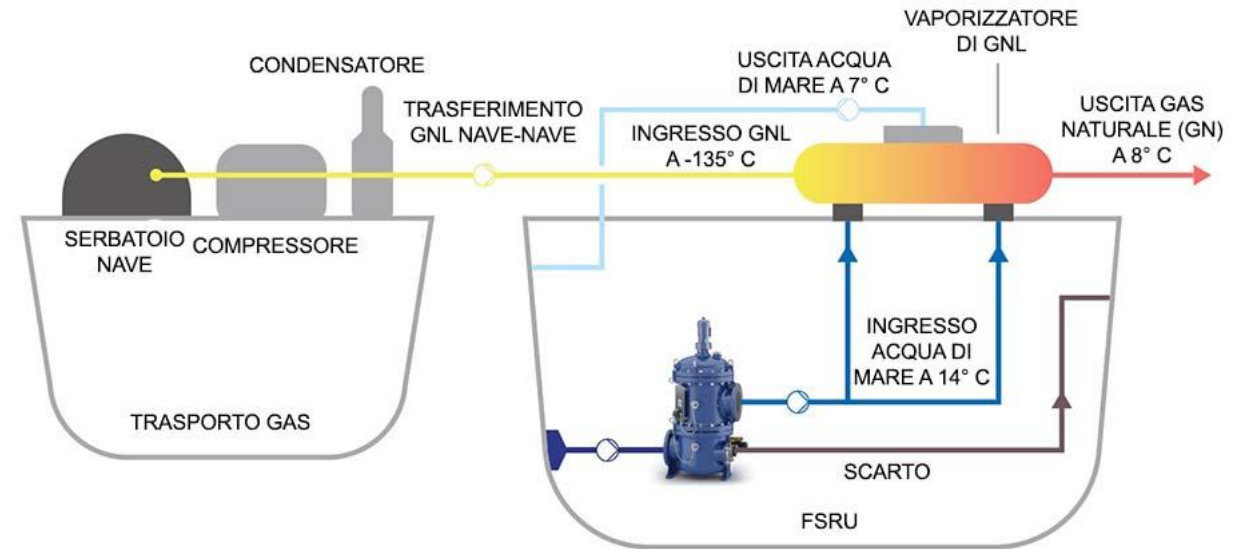 VAPORIZZATORE
DI GNL
CONDENSATORE
USCITA ACQUA
DI MARE A 7° C
TRASFERIMENTO
GNL NAVE-NAVE
INGRESSO GNL
A -135° C
USCITA GAS
NATURALE (GN)
A 8° C
SERBATOIO
NAVE
COMPRESSORE
INGRESSO
ACQUA DI
MARE A 14° C
TRASPORTO GAS
SCARTO
FSRU